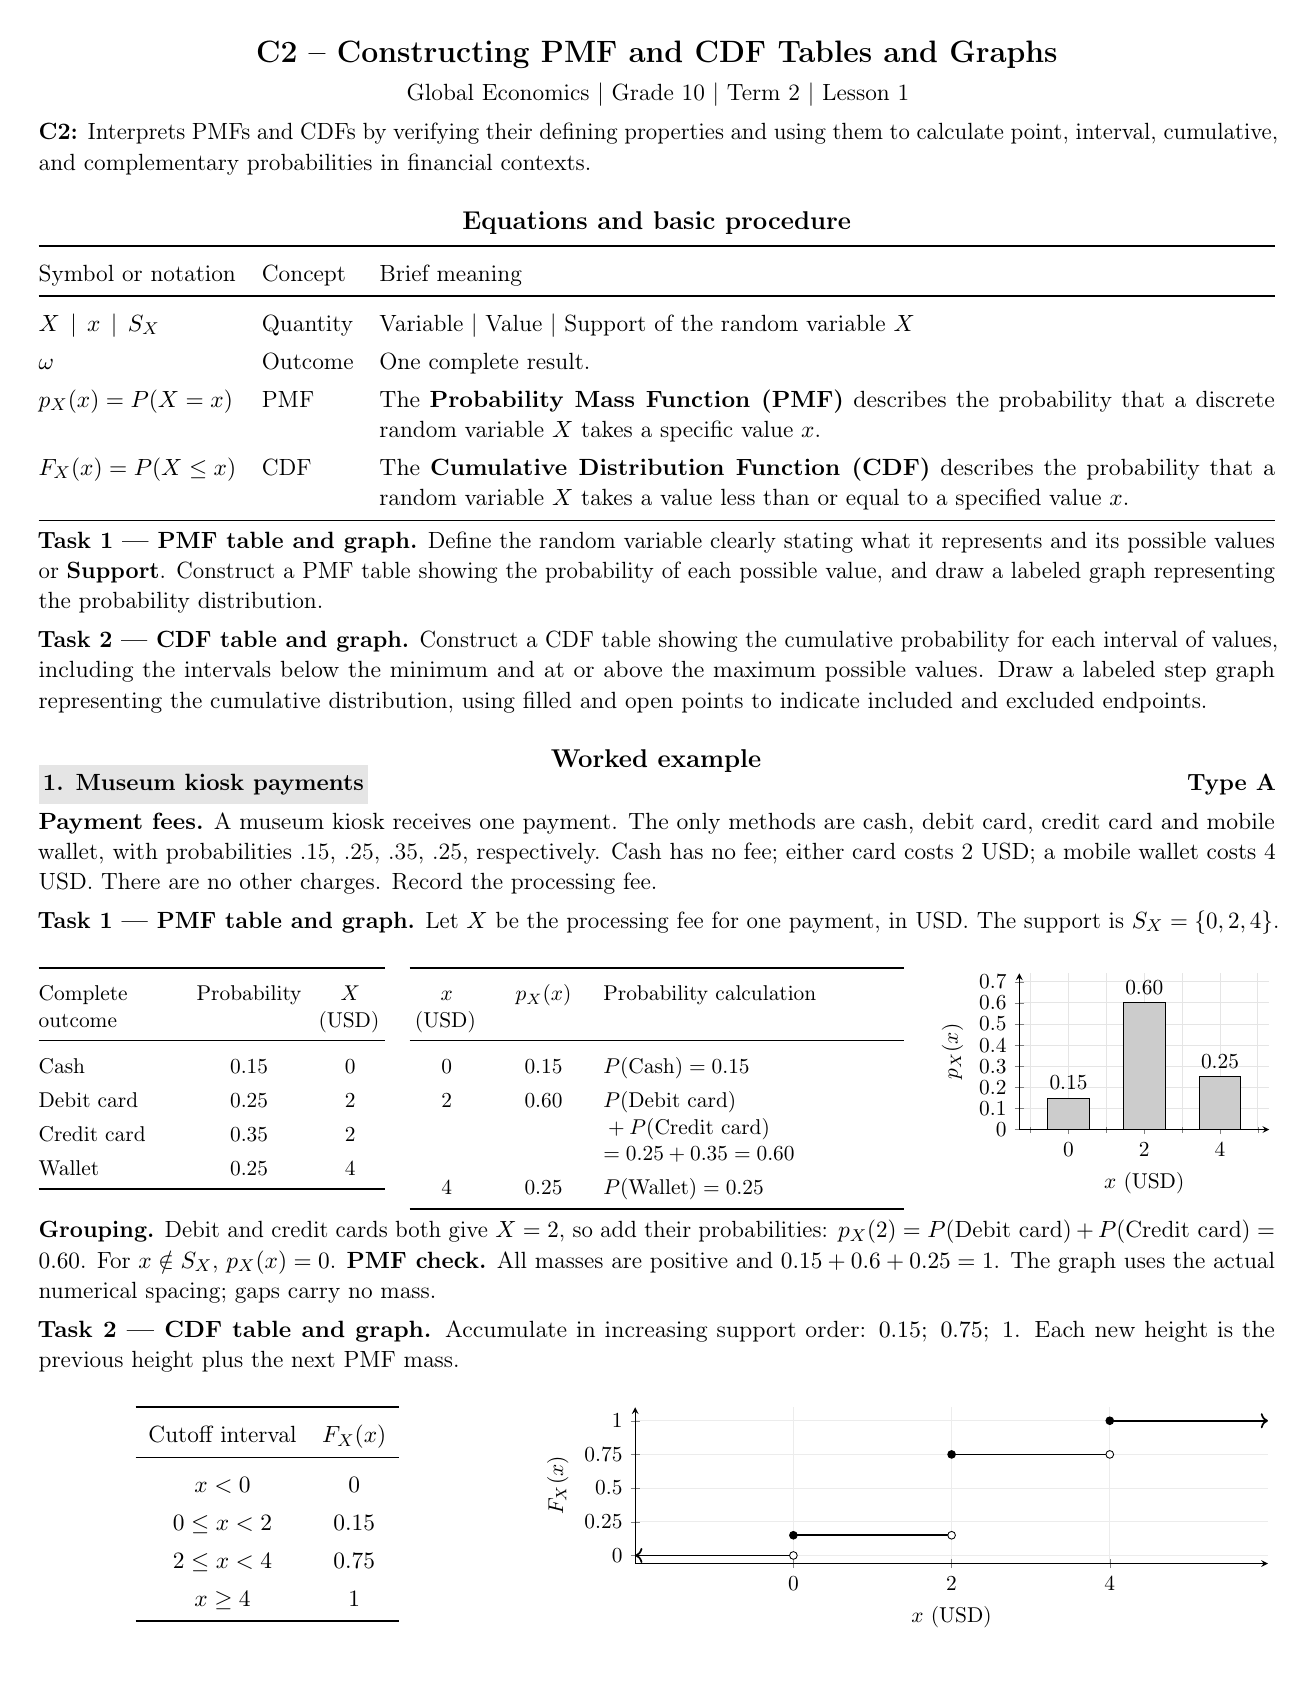 C2 – Constructing PMF and CDF Tables and Graphs
Global Economics | Grade 10 | Term 2 | Lesson 1
C2: Interprets PMFs and CDFs by verifying their defining properties and using them to calculate point, interval, cumulative,
and complementary probabilities in financial contexts.
Equations and basic procedure
Symbol or notation Concept Brief meaning
X | x | S_X Quantity Variable | Value | Support of the random variable X
ω Outcome One complete result.
p_X(x) = P(X = x) PMF The Probability Mass Function (PMF) describes the probability that a discrete
random variable X takes a specific value x.
F_X(x) = P(X ≤ x) CDF The Cumulative Distribution Function (CDF) describes the probability that a
random variable X takes a value less than or equal to a specified value x.
Task 1 — PMF table and graph. Define the random variable clearly stating what it represents and its possible values
or Support. Construct a PMF table showing the probability of each possible value, and draw a labeled graph representing
the probability distribution.
Task 2 — CDF table and graph. Construct a CDF table showing the cumulative probability for each interval of values,
including the intervals below the minimum and at or above the maximum possible values. Draw a labeled step graph
representing the cumulative distribution, using filled and open points to indicate included and excluded endpoints.
Worked example
1. Museum kiosk payments Type A
Payment fees. A museum kiosk receives one payment. The only methods are cash, debit card, credit card and mobile
wallet, with probabilities .15, .25, .35, .25, respectively. Cash has no fee; either card costs 2 USD; a mobile wallet costs 4
USD. There are no other charges. Record the processing fee.
Task 1 — PMF table and graph. Let X be the processing fee for one payment, in USD. The support is S_X = {0, 2, 4}.
Complete Probability X
outcome (USD)
Cash 0.15 0
Debit card 0.25 2
Credit card 0.35 2
Wallet 0.25 4
x p_X(x) Probability calculation
(USD)
0 0.15 P(Cash) = 0.15
2 0.60 P(Debit card)
+ P(Credit card)
= 0.25 + 0.35 = 0.60
4 0.25 P(Wallet) = 0.25
p_X(x)
0.7
0.6
0.5
0.4
0.3
0.2
0.1
0
0.15
0.60
0.25
0 2 4
x (USD)
Grouping. Debit and credit cards both give X = 2, so add their probabilities: p_X(2) = P(Debit card) + P(Credit card) =
0.60. For x ∉ S_X, p_X(x) = 0. PMF check. All masses are positive and 0.15 + 0.6 + 0.25 = 1. The graph uses the actual
numerical spacing; gaps carry no mass.
Task 2 — CDF table and graph. Accumulate in increasing support order: 0.15; 0.75; 1. Each new height is the
previous height plus the next PMF mass.
Cutoff interval F_X(x)
x < 0 0
0 ≤ x < 2 0.15
2 ≤ x < 4 0.75
x ≥ 4 1
F_X(x)
1
0.75
0.5
0.25
0
0 2 4
x (USD)